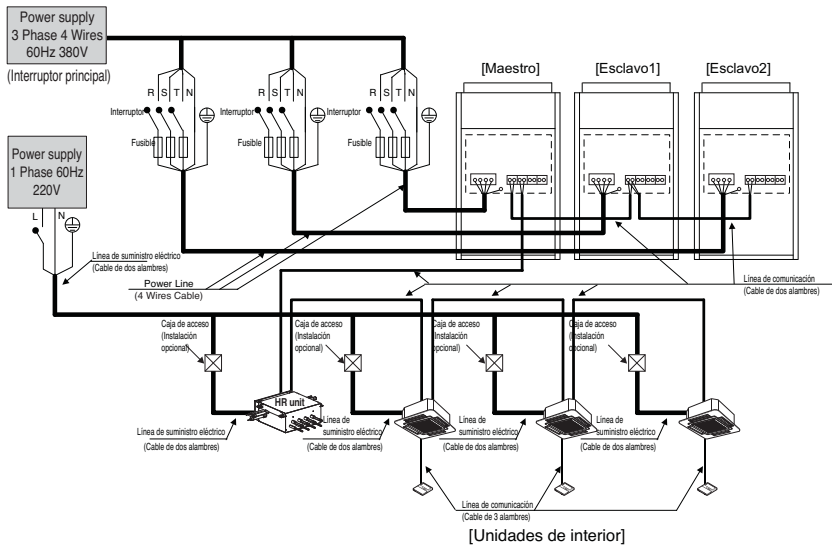 Power supply
3 Phase 4 Wires
60Hz 380V
(Interruptor principal)
[Maestro]
[Esclavo1]
[Esclavo2]
R S T N
R S T N
R S T N
Interruptor
Interruptor
Interruptor
Fusible
Fusible
Fusible
Power supply
1 Phase 60Hz
220V
L N
Línea de suministro eléctrico
(Cable de dos alambres)
Power Line
(4 Wires Cable)
Línea de comunicación
(Cable de dos alambres)
Caja de acceso
(Instalación
opcional)
Caja de acceso
(Instalación
opcional)
Caja de acceso
(Instalación
opcional)
Caja de acceso
(Instalación
opcional)
HR unit
Línea de suministro eléctrico
(Cable de dos alambres)
Línea de
suministro eléctrico
(Cable de dos alambres)
Línea de
suministro eléctrico
(Cable de dos alambres)
Línea de
suministro eléctrico
(Cable de dos alambres)
Línea de comunicación
(Cable de 3 alambres)
[Unidades de interior]